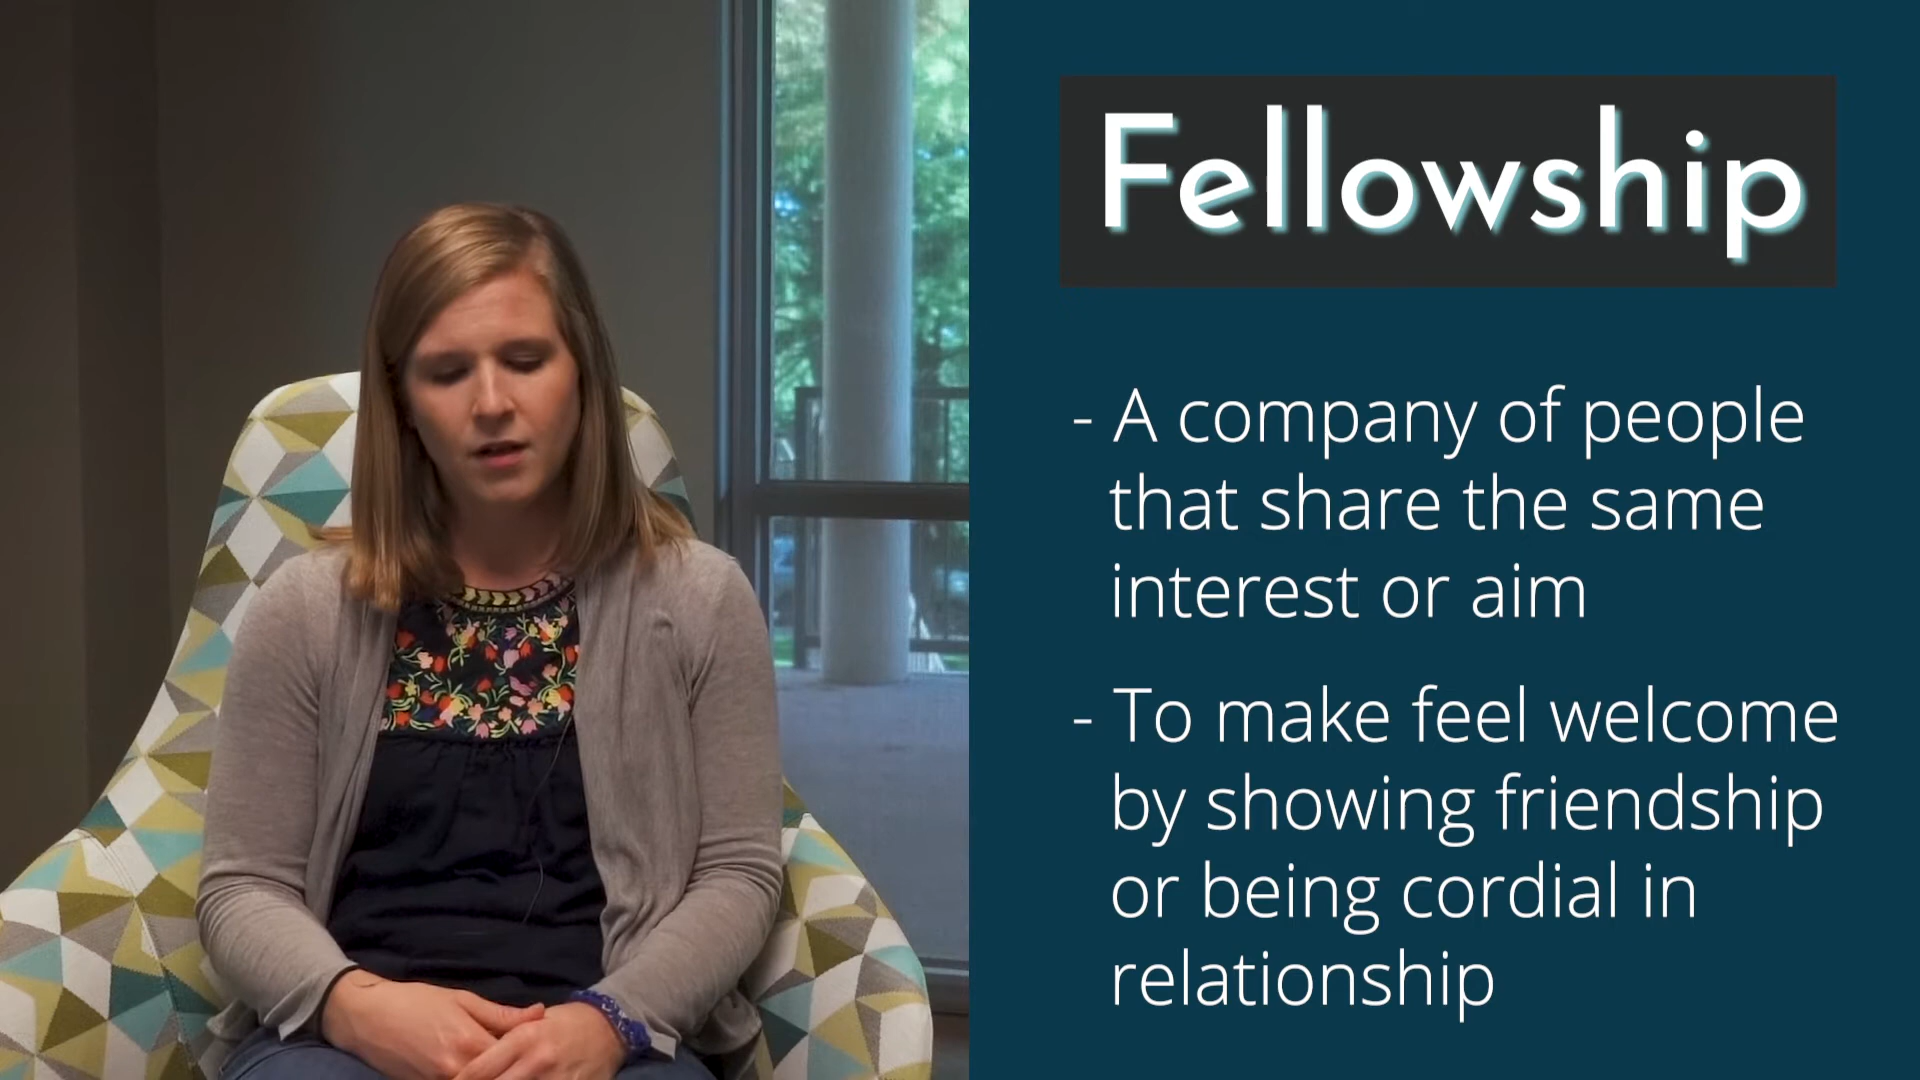 Fellowship
- A company of people
that share the same
interest or aim
- To make feel welcome
by showing friendship
or being cordial in
relationship